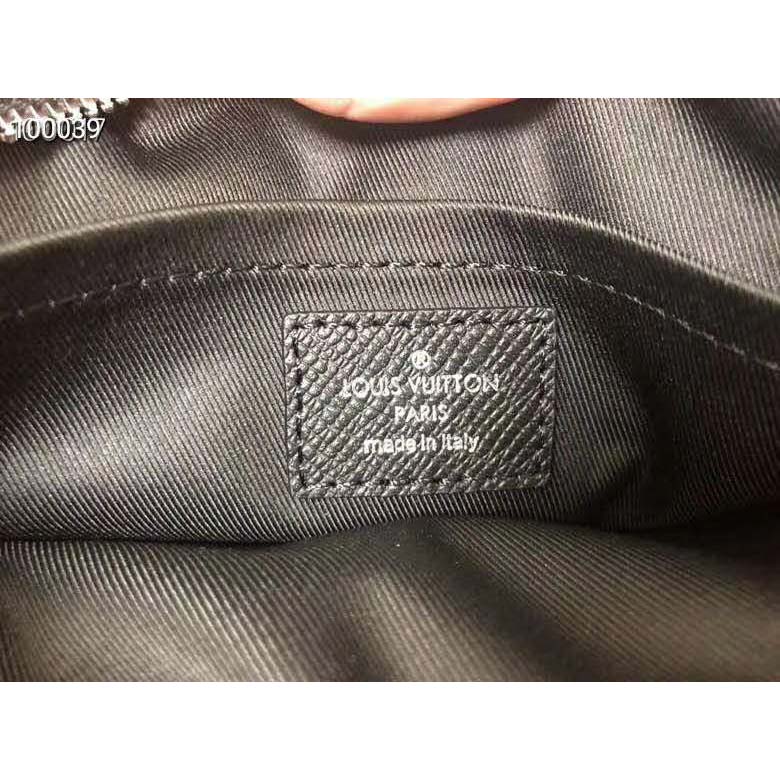 100039
®
LOUIS VUITTON
PARIS
made in Italy